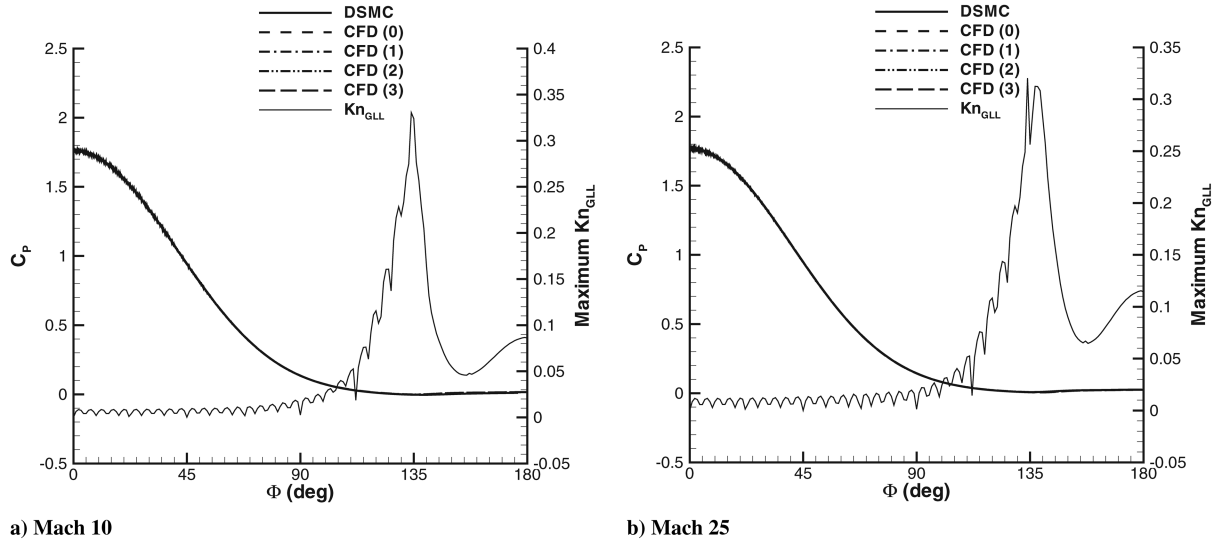 DSMC
CFD (0)
CFD (1)
CFD (2)
CFD (3)
KnGLL
2.5
2
1.5
1
0.5
0
-0.5
CP
0.4
0.35
0.3
0.25
0.2
0.15
0.1
0.05
0
-0.05
Maximum KnGLL
0
45
90
135
180
Φ (deg)
a) Mach 10
DSMC
CFD (0)
CFD (1)
CFD (2)
CFD (3)
KnGLL
2.5
2
1.5
1
0.5
0
-0.5
CP
0.35
0.3
0.25
0.2
0.15
0.1
0.05
0
-0.05
Maximum KnGLL
0
45
90
135
180
Φ (deg)
b) Mach 25